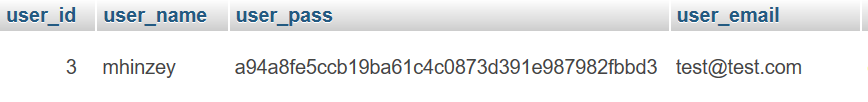 user_id user_name user_pass user_email
3 mhinzey a94a8fe5ccb19ba61c4c0873d391e987982fbbd3 test@test.com